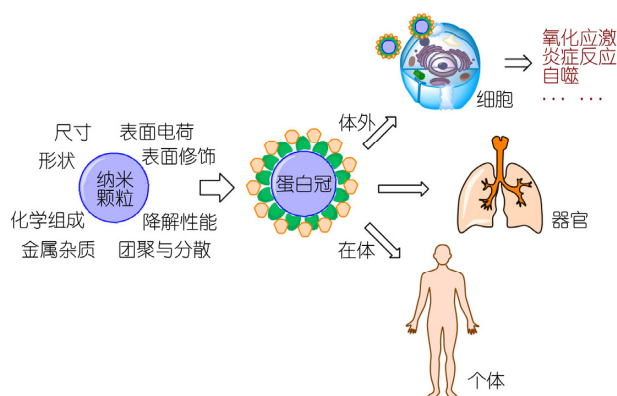 氧化应激
炎症反应
自噬
... ...
细胞
体外
尺寸 表面电荷
形状 表面修饰
纳米
颗粒
蛋白冠
化学组成 降解性能
金属杂质 团聚与分散
器官
在体
个体